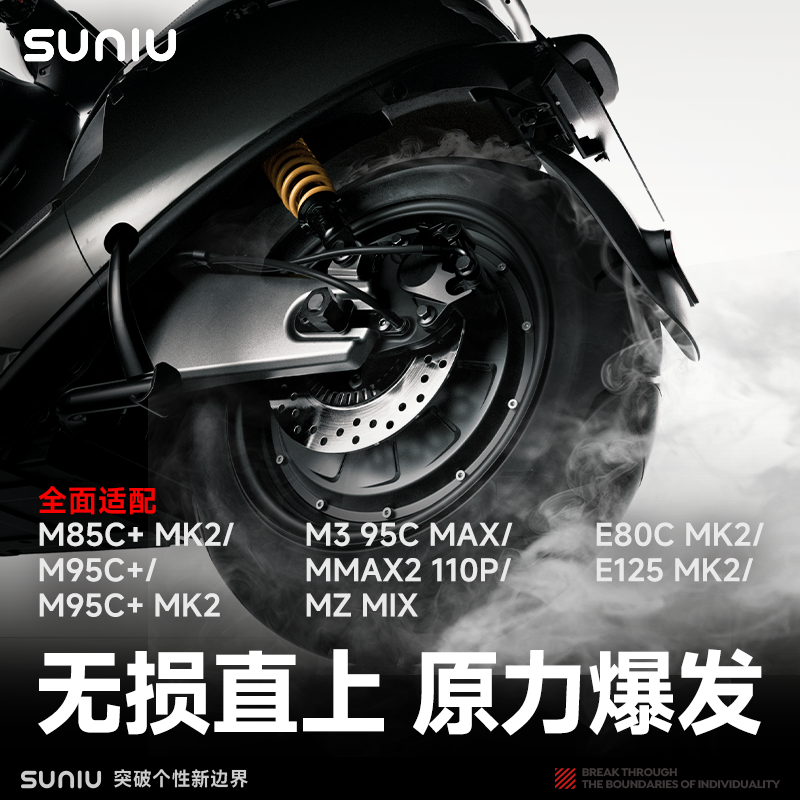 SUNIU
全面适配
M85C+ MK2/
M95C+/
M95C+ MK2
M3 95C MAX/
MMAX2 110P/
MZ MIX
E80C MK2/
E125 MK2/
无损直上 原力爆发
SUNIU 突破个性新边界
BREAK THROUGH
THE BOUNDARIES OF INDIVIDUALITY